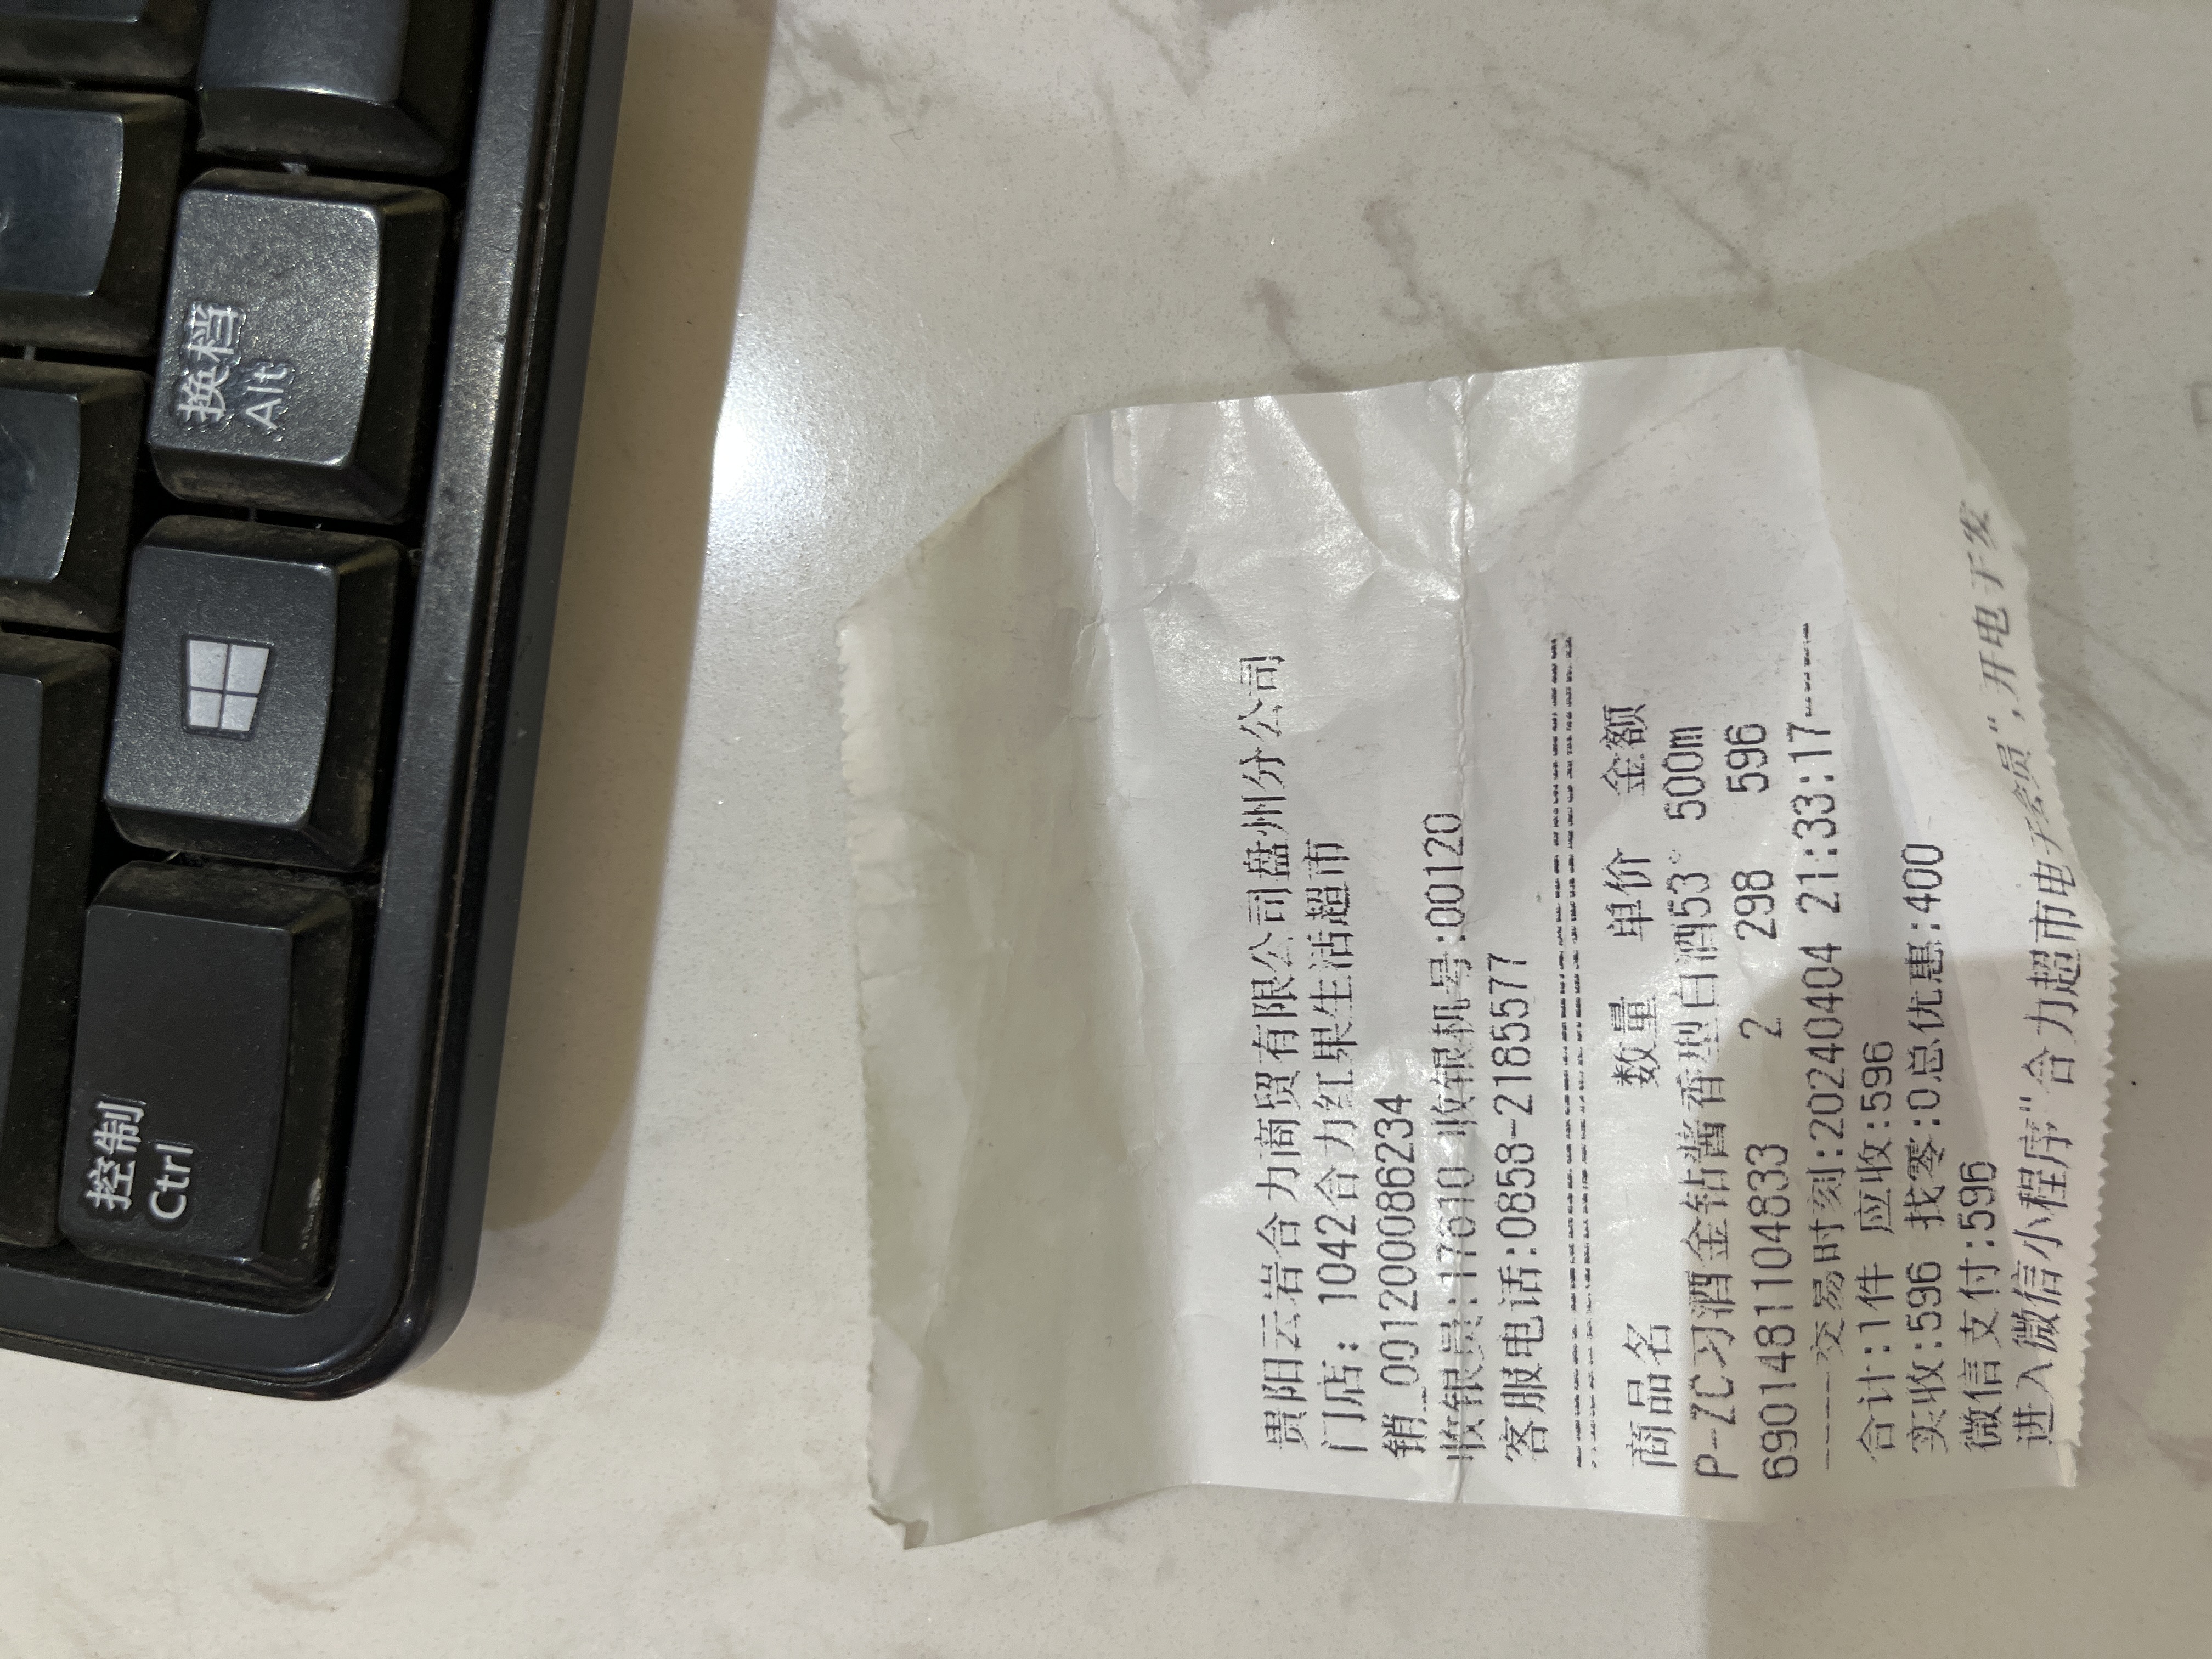 换档
Alt
控制
Ctrl
贵阳云岩合力商贸有限公司盘州分公司
门店: 1042合力红果生活超市
销_0012000086234
收银员:17010 收银机号:00120
客服电话:0858-2185577
商品名 数量 单价 金额
P-ZC习酒金钻酱香型白酒53° 500m
6901481104833 2 298 596
-----交易时刻:20240404 21:33:17-----
合计:1件 应收:596
实收:596 找零:0总优惠:400
微信支付:596
进入微信小程序"合力超市电子会员",开电子发